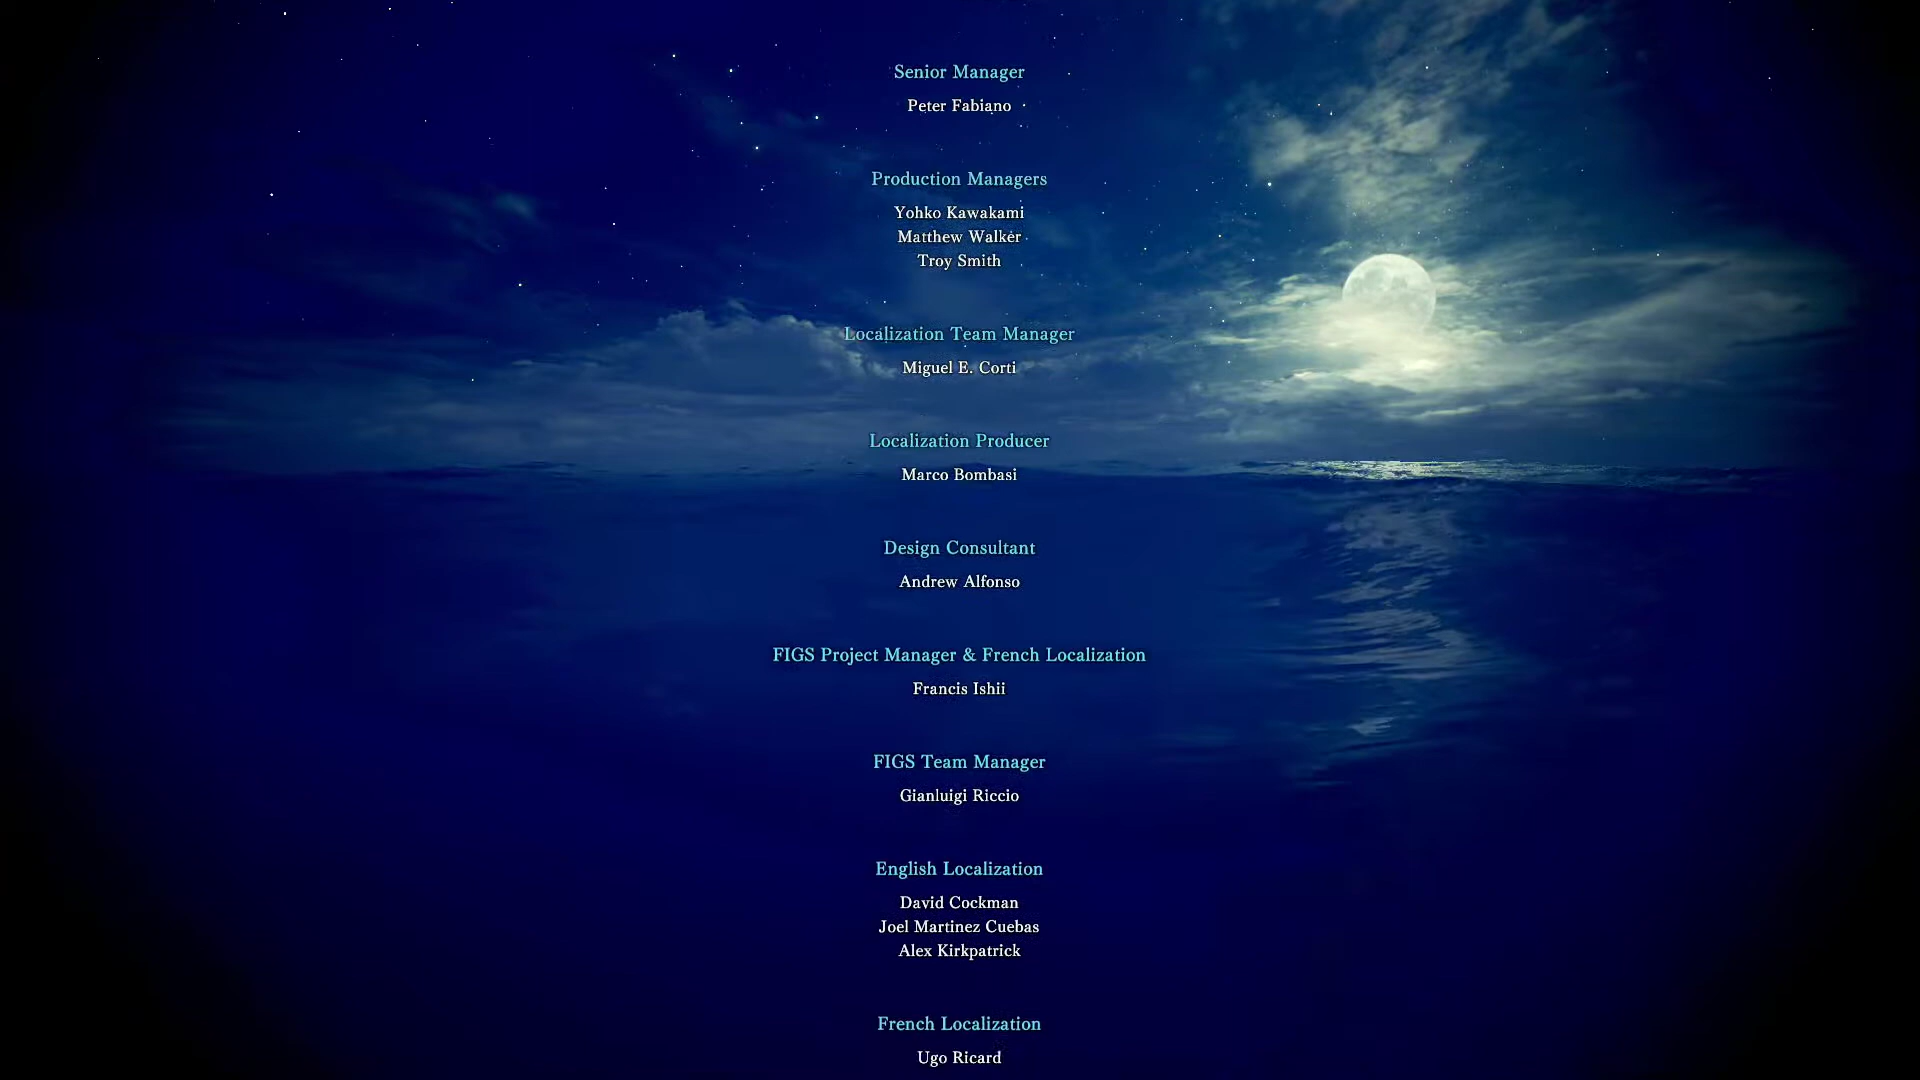 Senior Manager
Peter Fabiano
Production Managers
Yohko Kawakami
Matthew Walker
Troy Smith
Localization Team Manager
Miguel E. Corti
Localization Producer
Marco Bombasi
Design Consultant
Andrew Alfonso
FIGS Project Manager & French Localization
Francis Ishii
FIGS Team Manager
Gianluigi Riccio
English Localization
David Cockman
Joel Martinez Cuebas
Alex Kirkpatrick
French Localization
Ugo Ricard